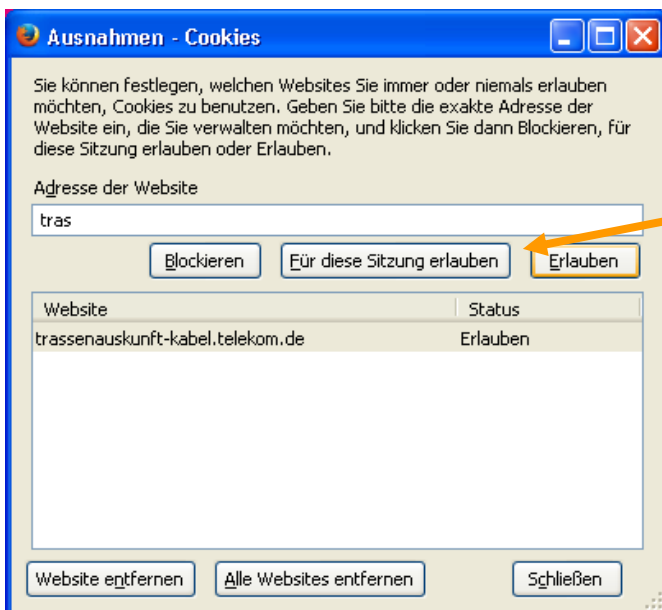 Ausnahmen - Cookies
Sie können festlegen, welchen Websites Sie immer oder niemals erlauben
möchten, Cookies zu benutzen. Geben Sie bitte die exakte Adresse der
Website ein, die Sie verwalten möchten, und klicken Sie dann Blockieren, für
diese Sitzung erlauben oder Erlauben.
Adresse der Website
tras
Blockieren Für diese Sitzung erlauben Erlauben
Website Status
trassenauskunft-kabel.telekom.de Erlauben
Website entfernen Alle Websites entfernen Schließen